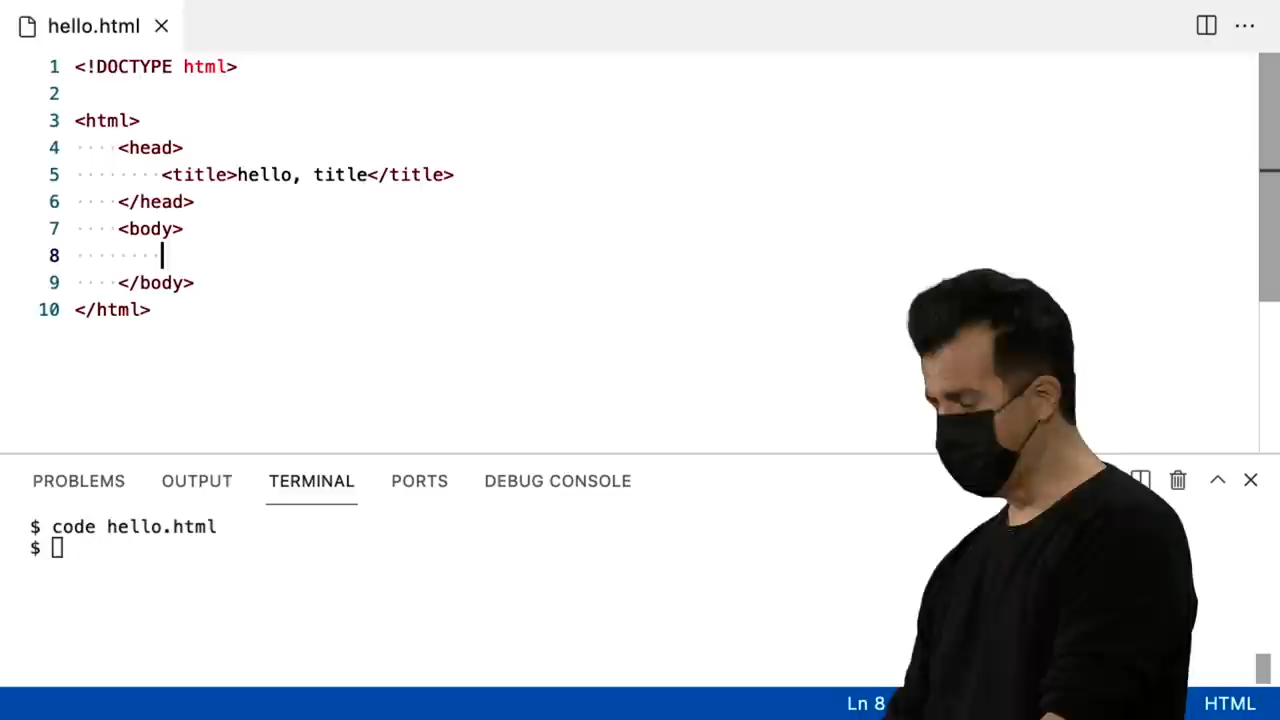 hello.html
1 <!DOCTYPE html>
2
3 <html>
4 <head>
5 <title>hello, title</title>
6 </head>
7 <body>
8
9 </body>
10 </html>
PROBLEMS OUTPUT TERMINAL PORTS DEBUG CONSOLE
$ code hello.html
$
Ln 8 HTML